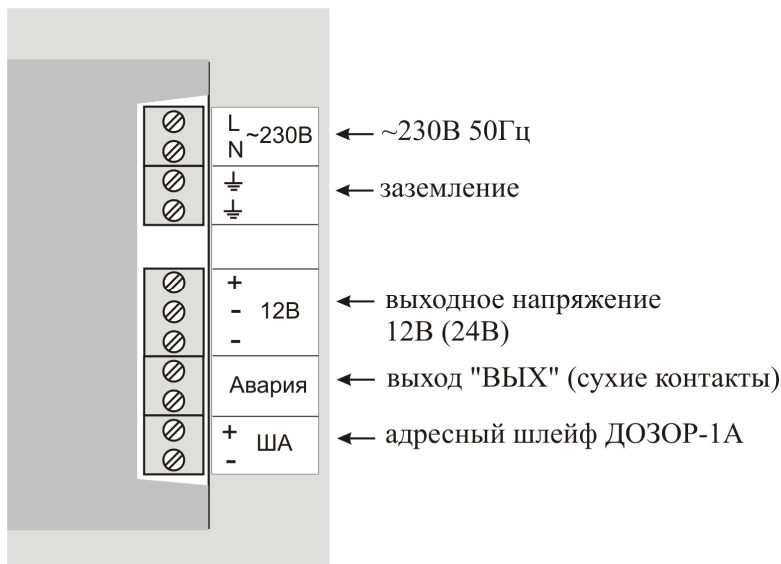 L ~230В
N
~230В 50Гц
заземление
+
- 12В
-
выходное напряжение
12В (24В)
Авария
выход "ВЫХ" (сухие контакты)
+ ША
-
адресный шлейф ДОЗОР-1А